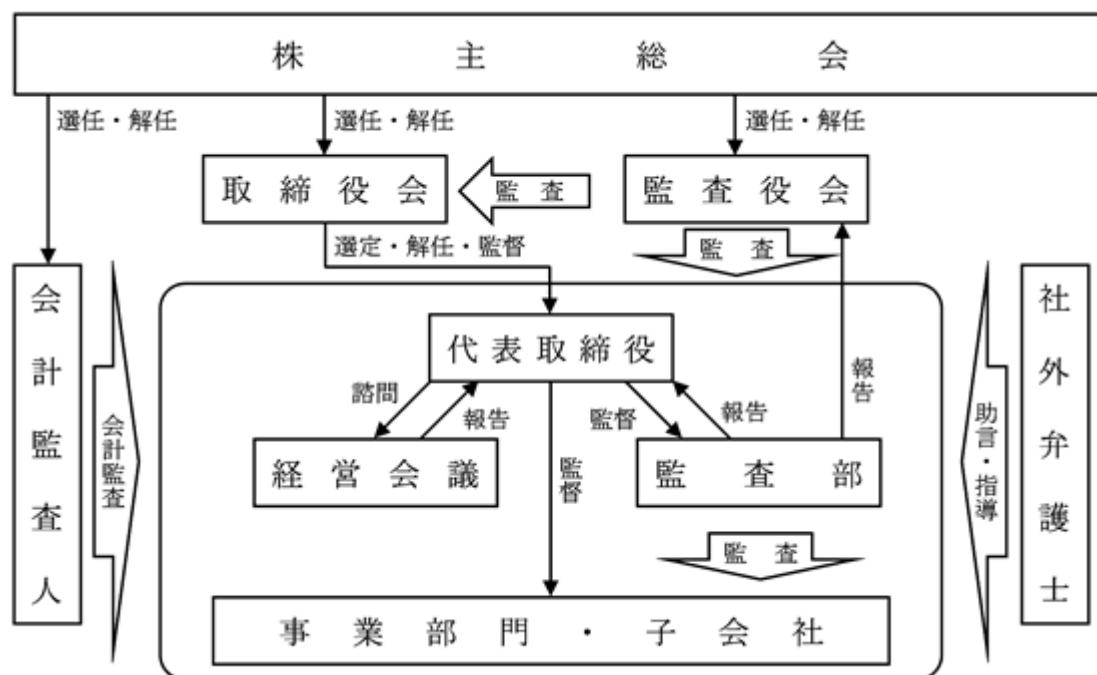 株主総会
選任・解任
選任・解任
選任・解任
取締役会
監査
監査役会
選定・解任・監督
監査
会計監査人
会計監査
代表取締役
諮問
報告
監督
報告
報告
経営会議
監督
監査部
監査
事業部門・子会社
助言・指導
社外弁護士